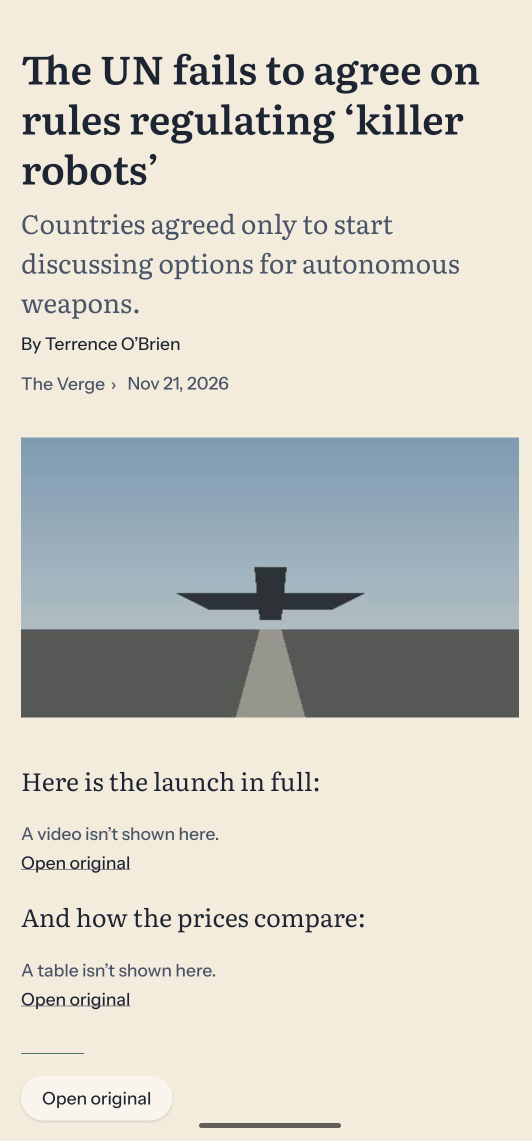 The UN fails to agree on
rules regulating ‘killer
robots’
Countries agreed only to start
discussing options for autonomous
weapons.
By Terrence O’Brien
The Verge › Nov 21, 2026
Here is the launch in full:
A video isn’t shown here.
Open original
And how the prices compare:
A table isn’t shown here.
Open original
Open original